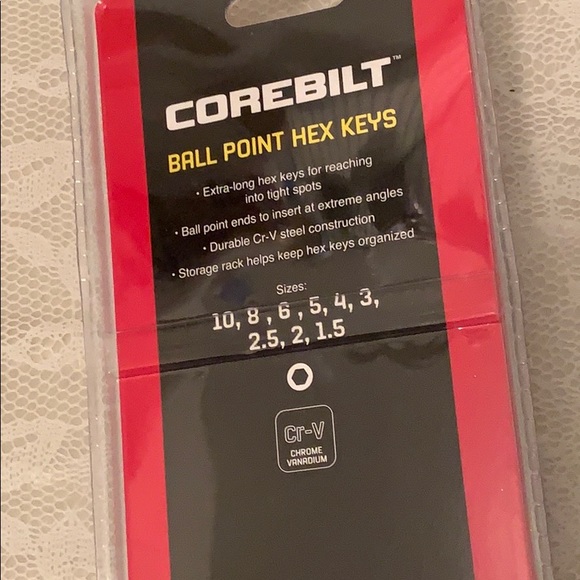 COREBILT™
BALL POINT HEX KEYS
• Extra-long hex keys for reaching
into tight spots
• Ball point ends to insert at extreme angles
• Durable Cr-V steel construction
• Storage rack helps keep hex keys organized
Sizes:
10, 8 , 6 , 5, 4, 3,
2.5, 2, 1.5
Cr-V
CHROME
VANADIUM